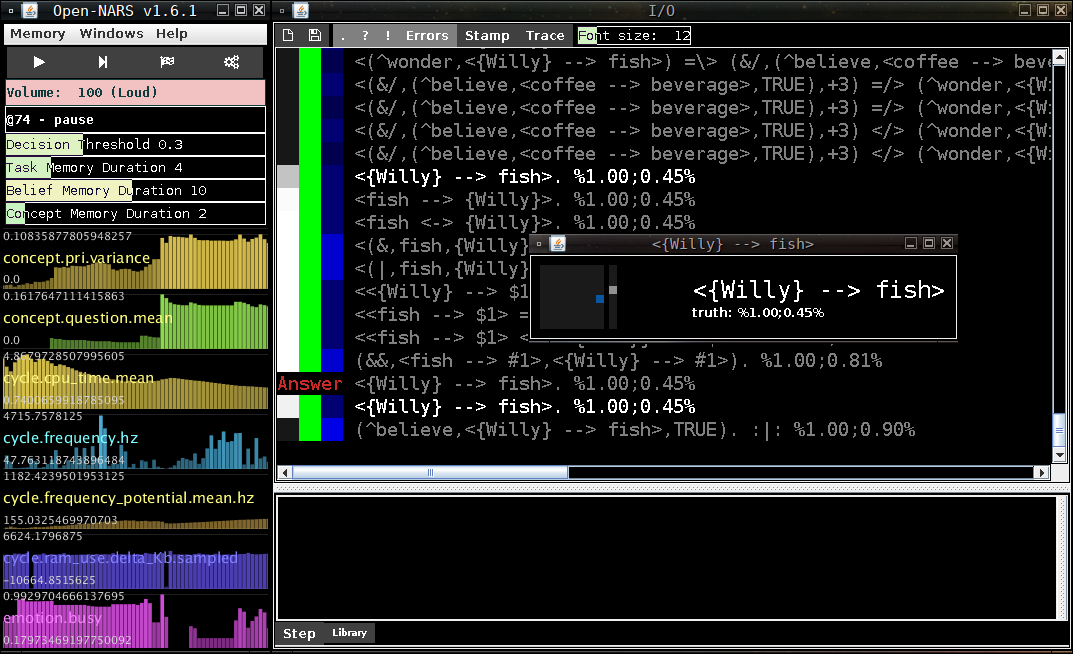 Open-NARS v1.6.1
Memory Windows Help
Volume: 100 (Loud)
@74 - pause
Decision Threshold 0.3
Task Memory Duration 4
Belief Memory Duration 10
Concept Memory Duration 2
0.10835877805948257
concept.pri.variance
0.0
0.1617647111415863
concept.question.mean
0.0
4.8679728507995605
cycle.cpu_time.mean
0.7400659918785095
4715.7578125
cycle.frequency.hz
47.763118743896484
1182.4239501953125
cycle.frequency_potential.mean.hz
155.0325469970703
6624.1796875
cycle.ram_use.delta_Kb.sampled
-10664.8515625
0.9929704666137695
emotion.busy
0.17973469197750092
I/O
. ? ! Errors Stamp Trace Font size: 12
<(^wonder,<{Willy} --> fish>) =\> (&/,(^believe,<coffee --> beve
<(&/,(^believe,<coffee --> beverage>,TRUE),+3) =/> (^wonder,<{W
<(&/,(^believe,<coffee --> beverage>,TRUE),+3) =/> (^wonder,<{W
<(&/,(^believe,<coffee --> beverage>,TRUE),+3) </> (^wonder,<{W
<(&/,(^believe,<coffee --> beverage>,TRUE),+3) </> (^wonder,<{W
<{Willy} --> fish>. %1.00;0.45%
<fish --> {Willy}>. %1.00;0.45%
<fish <-> {Willy}>. %1.00;0.45%
<(&,fish,{Willy}
<(|,fish,{Willy}
<<{Willy} --> $1
<<fish --> $1> =
<<fish --> $1> <
(&&,<fish --> #1>,<{Willy} --> #1>). %1.00;0.81%
Answer <{Willy} --> fish>. %1.00;0.45%
<{Willy} --> fish>. %1.00;0.45%
(^believe,<{Willy} --> fish>,TRUE). :|: %1.00;0.90%
<{Willy} --> fish>
<{Willy} --> fish>
truth: %1.00;0.45%
Step Library